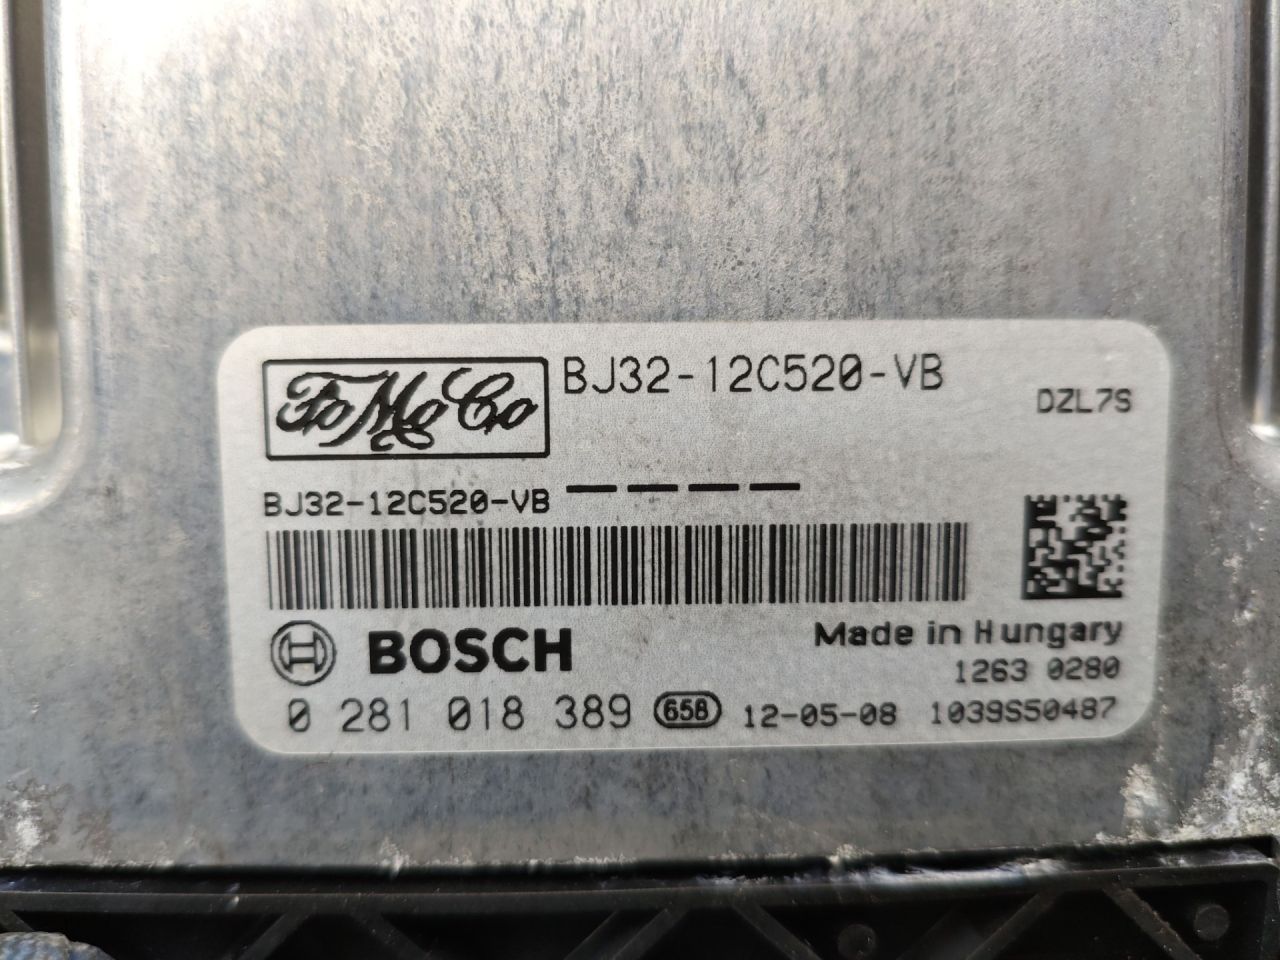 FoMoCo BJ32-12C520-VB
DZL7S
BJ32-12C520-VB — — — —
BOSCH
Made in Hungary
1263 0280
0 281 018 389 658 12-05-08 1039S50487